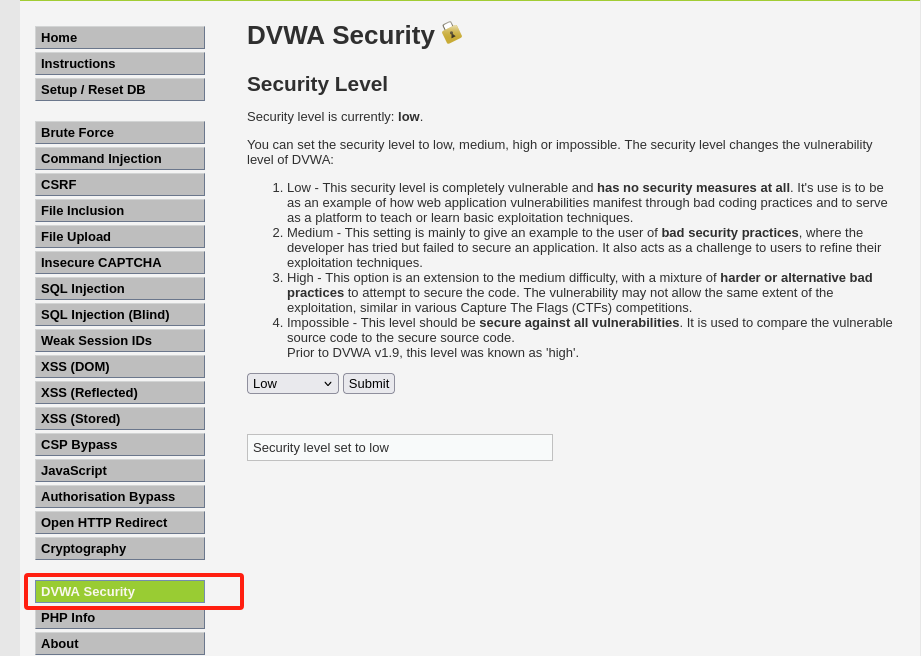 Home
Instructions
Setup / Reset DB
Brute Force
Command Injection
CSRF
File Inclusion
File Upload
Insecure CAPTCHA
SQL Injection
SQL Injection (Blind)
Weak Session IDs
XSS (DOM)
XSS (Reflected)
XSS (Stored)
CSP Bypass
JavaScript
Authorisation Bypass
Open HTTP Redirect
Cryptography
DVWA Security
PHP Info
About
DVWA Security
Security Level
Security level is currently: low.
You can set the security level to low, medium, high or impossible. The security level changes the vulnerability
level of DVWA:
1. Low - This security level is completely vulnerable and has no security measures at all. It's use is to be
as an example of how web application vulnerabilities manifest through bad coding practices and to serve
as a platform to teach or learn basic exploitation techniques.
2. Medium - This setting is mainly to give an example to the user of bad security practices, where the
developer has tried but failed to secure an application. It also acts as a challenge to users to refine their
exploitation techniques.
3. High - This option is an extension to the medium difficulty, with a mixture of harder or alternative bad
practices to attempt to secure the code. The vulnerability may not allow the same extent of the
exploitation, similar in various Capture The Flags (CTFs) competitions.
4. Impossible - This level should be secure against all vulnerabilities. It is used to compare the vulnerable
source code to the secure source code.
Prior to DVWA v1.9, this level was known as 'high'.
Low Submit
Security level set to low